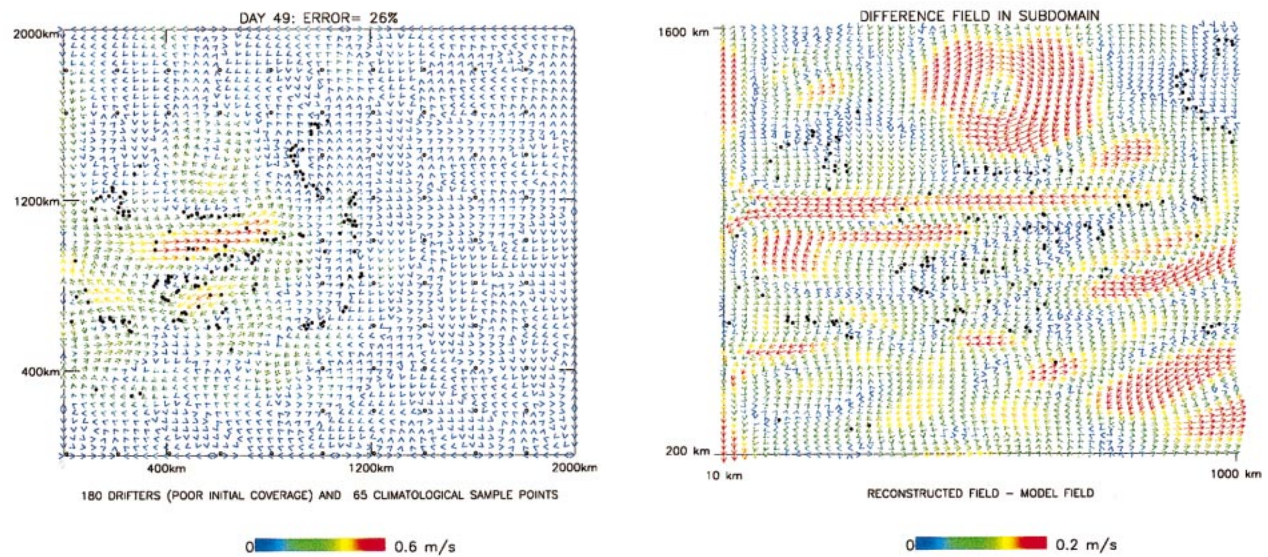 DAY 49: ERROR= 26%
2000km
1200km
400km
400km
1200km
2000km
180 DRIFTERS (POOR INITIAL COVERAGE) AND 65 CLIMATOLOGICAL SAMPLE POINTS
0
0.6 m/s
DIFFERENCE FIELD IN SUBDOMAIN
1600 km
200 km
10 km
1000 km
RECONSTRUCTED FIELD – MODEL FIELD
0
0.2 m/s